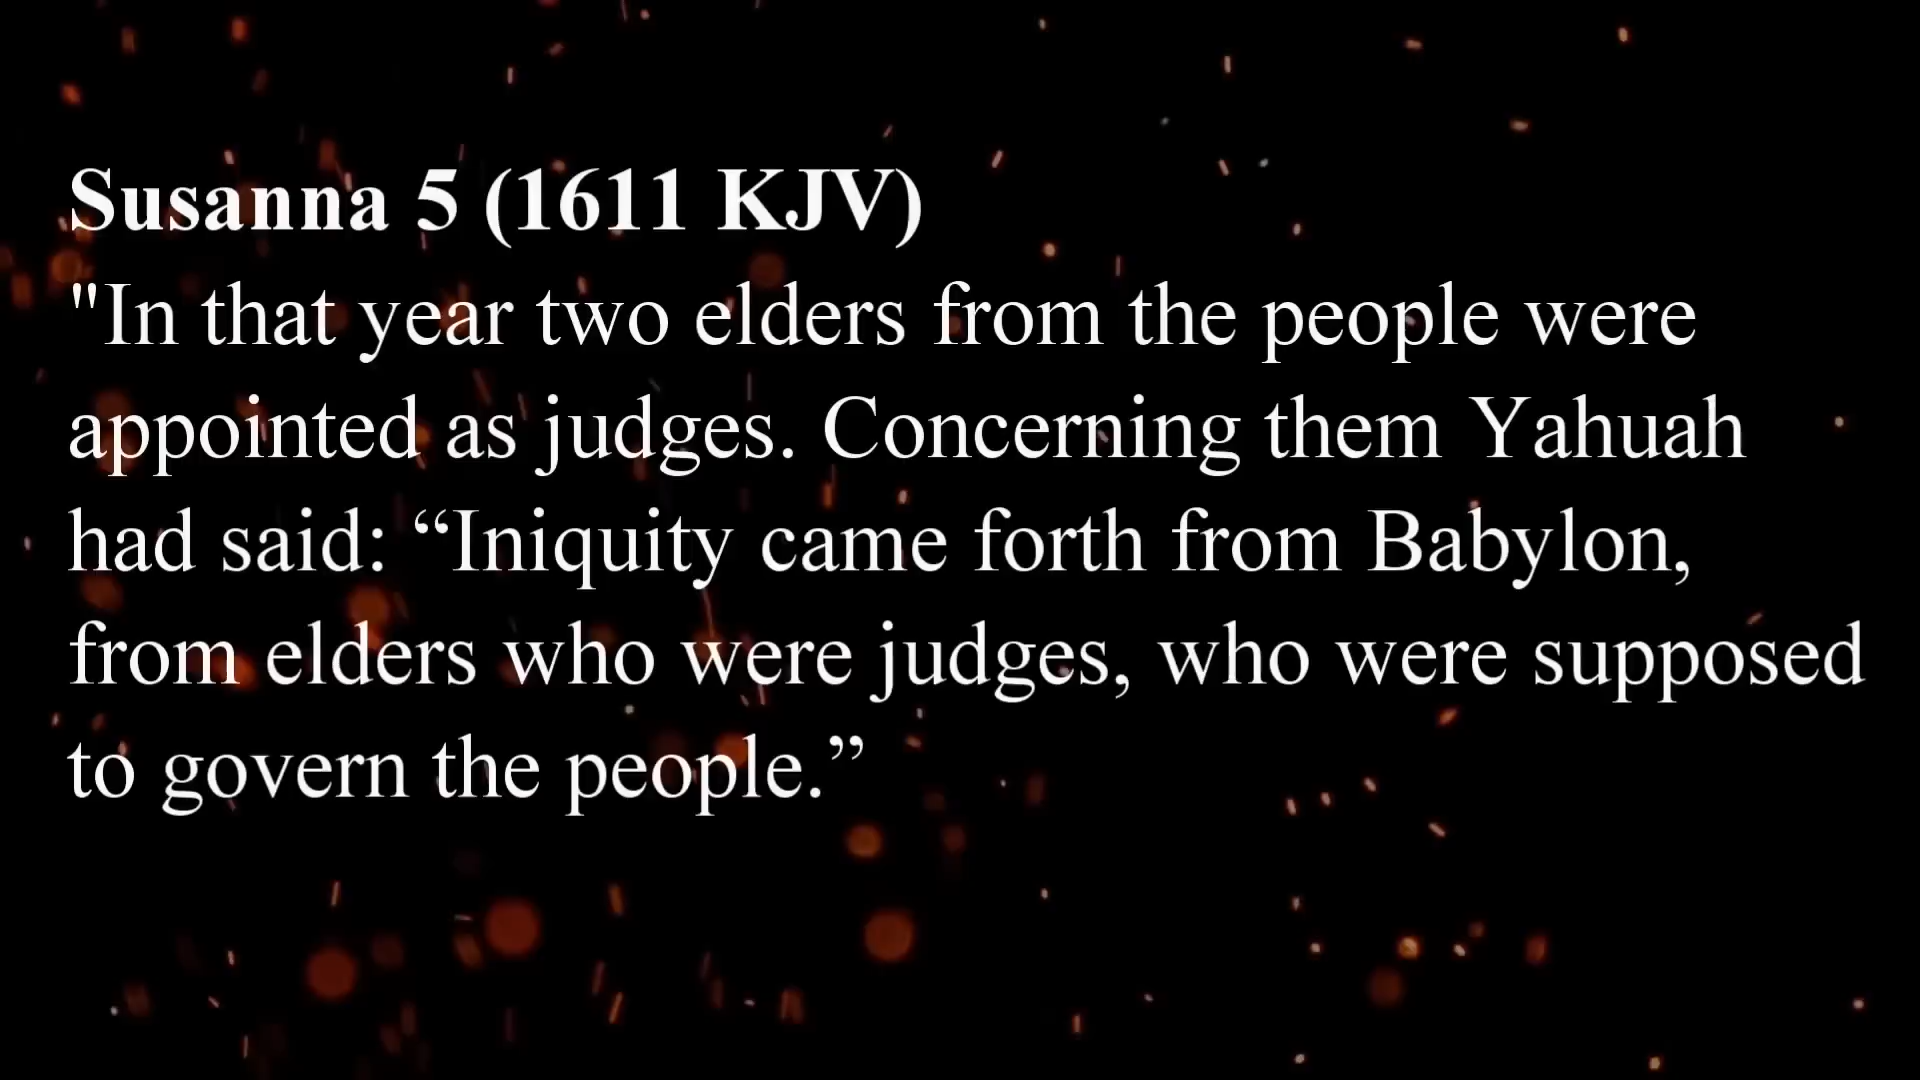 Susanna 5 (1611 KJV)
"In that year two elders from the people were
appointed as judges. Concerning them Yahuah
had said: “Iniquity came forth from Babylon,
from elders who were judges, who were supposed
to govern the people.”